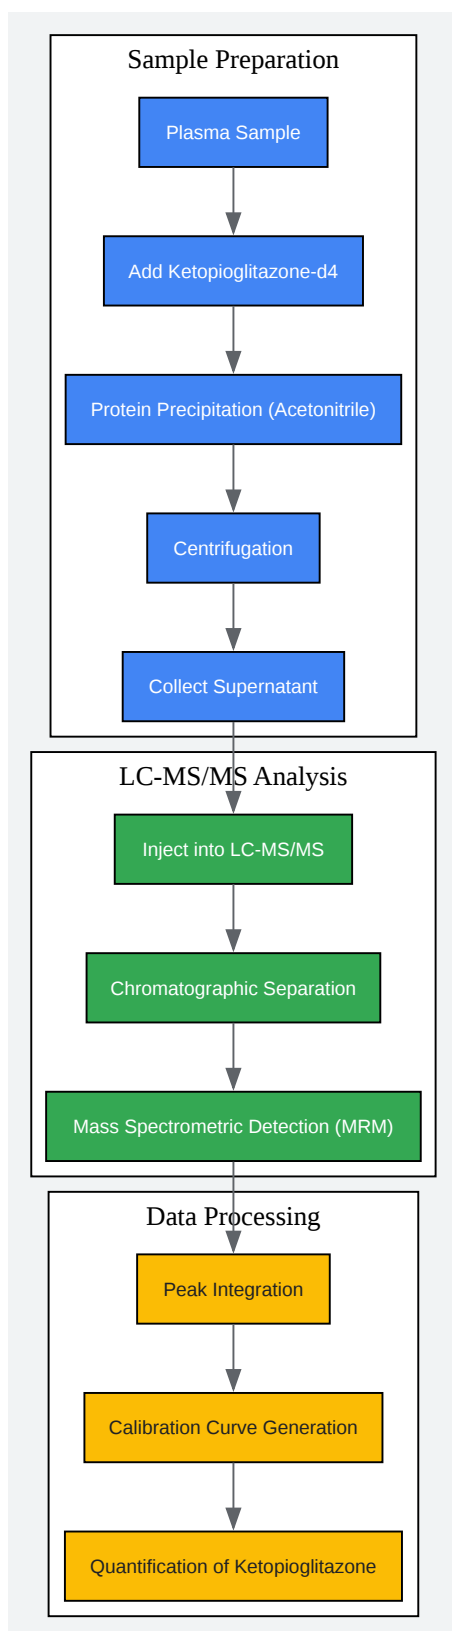 Sample Preparation
Plasma Sample
Add Ketopioglitazone-d4
Protein Precipitation (Acetonitrile)
Centrifugation
Collect Supernatant
LC-MS/MS Analysis
Inject into LC-MS/MS
Chromatographic Separation
Mass Spectrometric Detection (MRM)
Data Processing
Peak Integration
Calibration Curve Generation
Quantification of Ketopioglitazone